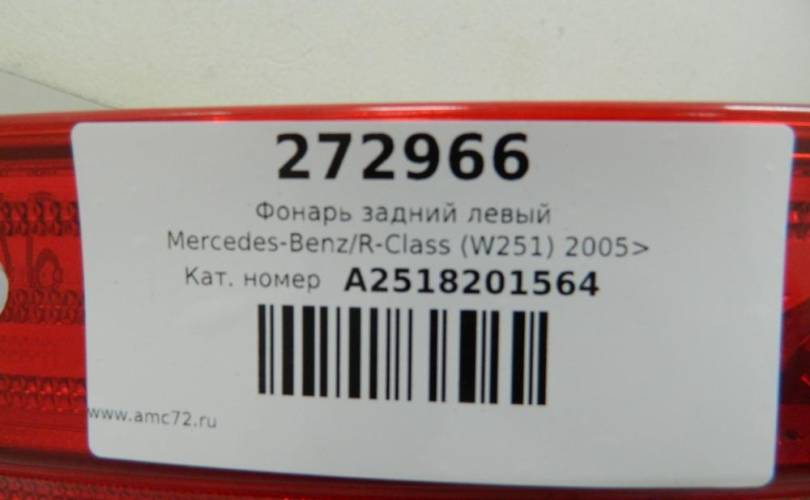 272966
Фонарь задний левый
Mercedes-Benz/R-Class (W251) 2005>
Кат. номер A2518201564
www.amc72.ru